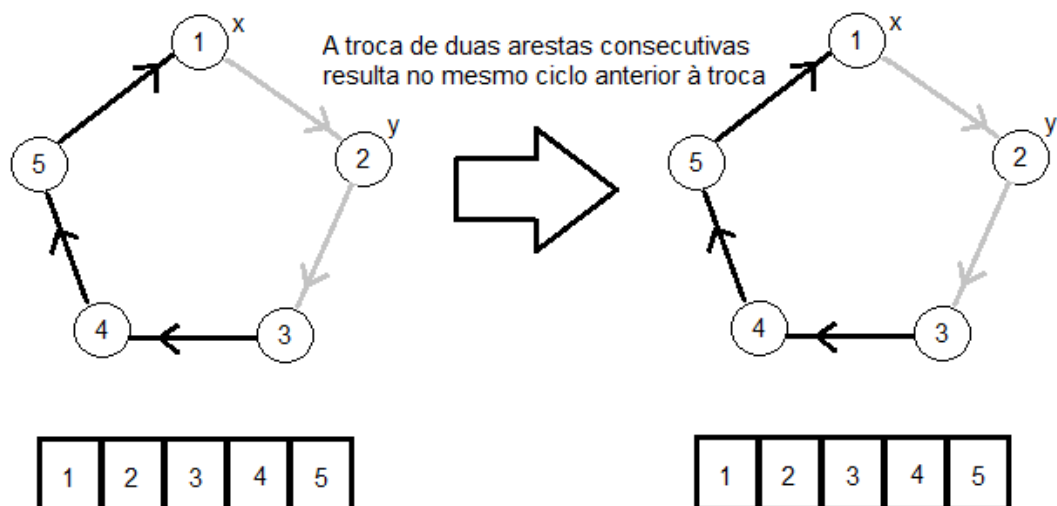 1 x
A troca de duas arestas consecutivas
resulta no mesmo ciclo anterior à troca
y
2
5
4
3
1 2 3 4 5
1 x
y
2
5
4
3
1 2 3 4 5